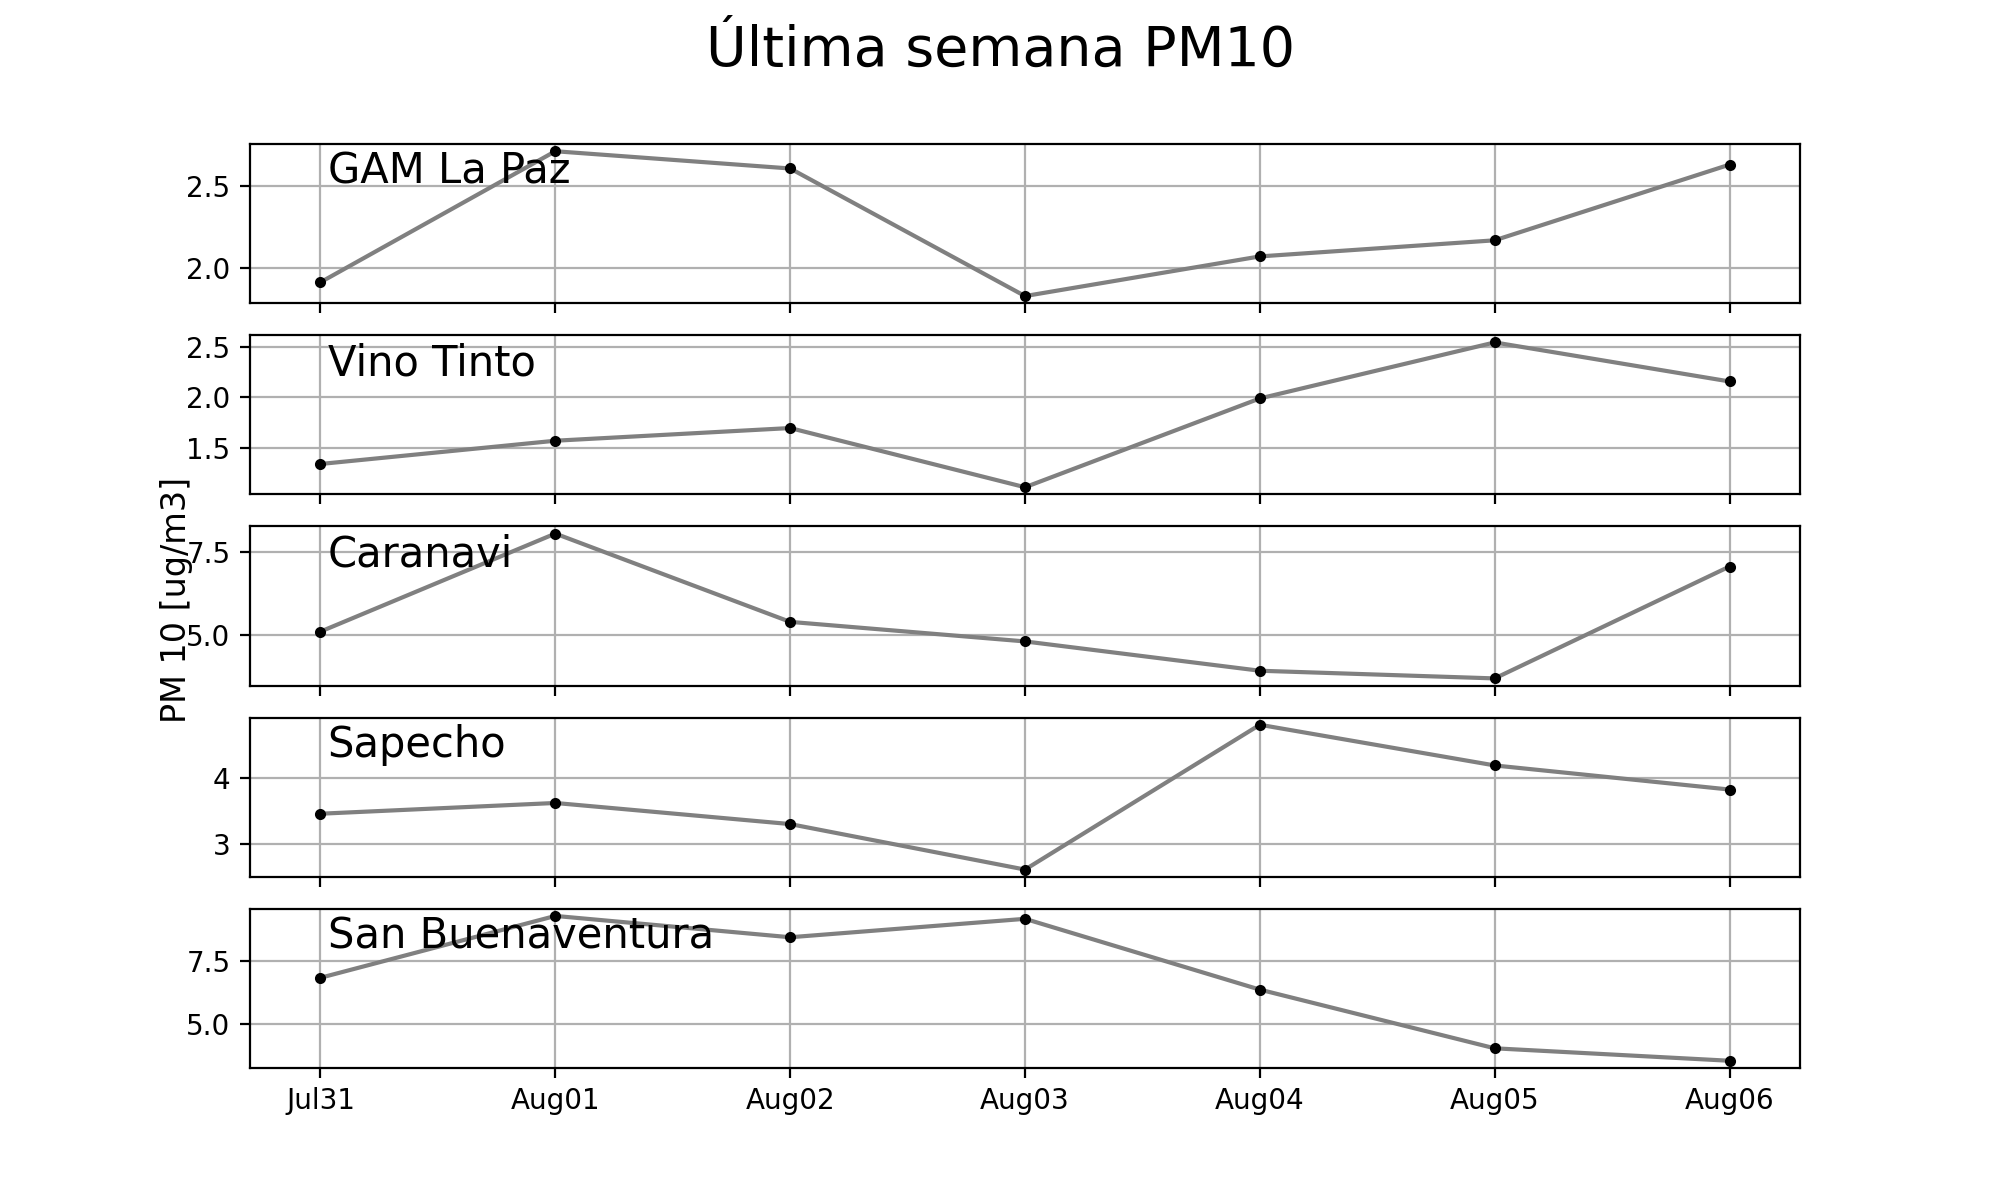 Última semana PM10
GAM La Paz
2.5
2.0
Vino Tinto
2.5
2.0
1.5
PM 10 [ug/m3]
Caranavi
7.5
5.0
Sapecho
4
3
San Buenaventura
7.5
5.0
Jul31 Aug01 Aug02 Aug03 Aug04 Aug05 Aug06